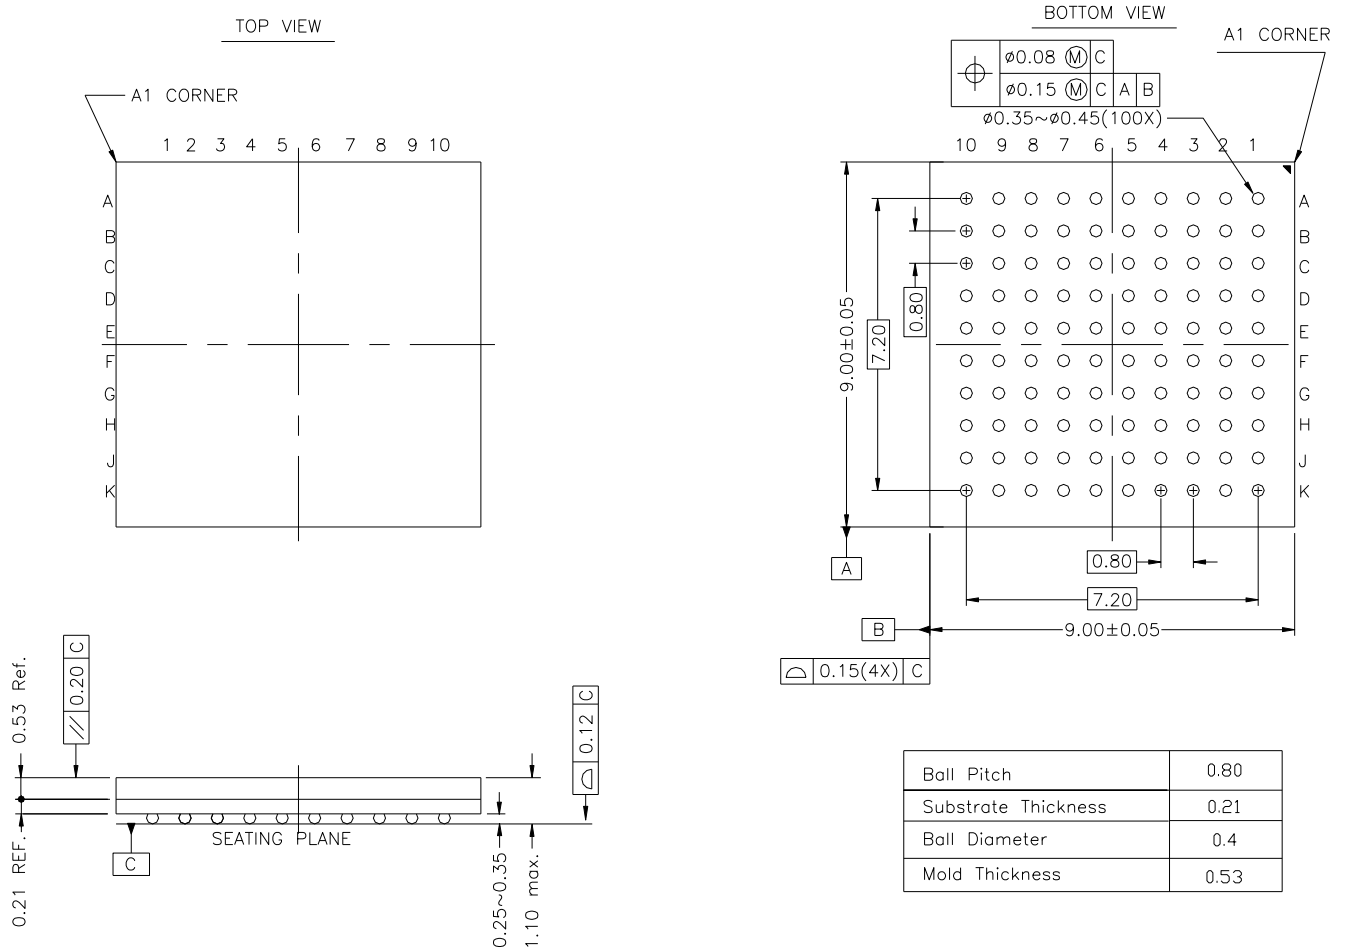 TOP VIEW
A1 CORNER
1 2 3 4 5 6 7 8 9 10
A
B
C
D
E
F
G
H
J
K
BOTTOM VIEW
A1 CORNER
ø0.08 Ⓜ C
ø0.15 Ⓜ C A B
ø0.35~ø0.45(100X)
10 9 8 7 6 5 4 3 2 1
A
B
C
D
E
F
G
H
J
K
9.00±0.05
7.20
0.80
A
0.80
7.20
B
9.00±0.05
0.15(4X) C
0.53 Ref.
// 0.20 C
0.12 C
SEATING PLANE
C
0.21 REF.
0.25~0.35
1.10 max.
Ball Pitch 0.80
Substrate Thickness 0.21
Ball Diameter 0.4
Mold Thickness 0.53